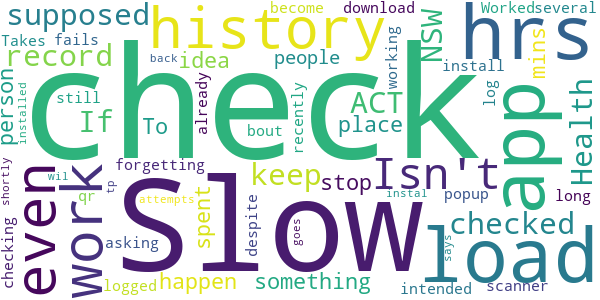 supposed
history
become
download
Workedseveral
hrs
Takes
fails
back
record
idea
people
working
NSW
install
mins
person
installed
still
If
check
To
already
bout
recently
ACT
place
log
app
Health
forgetting
Isn't
keep
stop
popup
long
shortly
even
work
qr
tp
wil
attempts
Slow
spent
despite
goes
instal
checked
load
says
checking
asking
logged
happen
something
intended
scanner